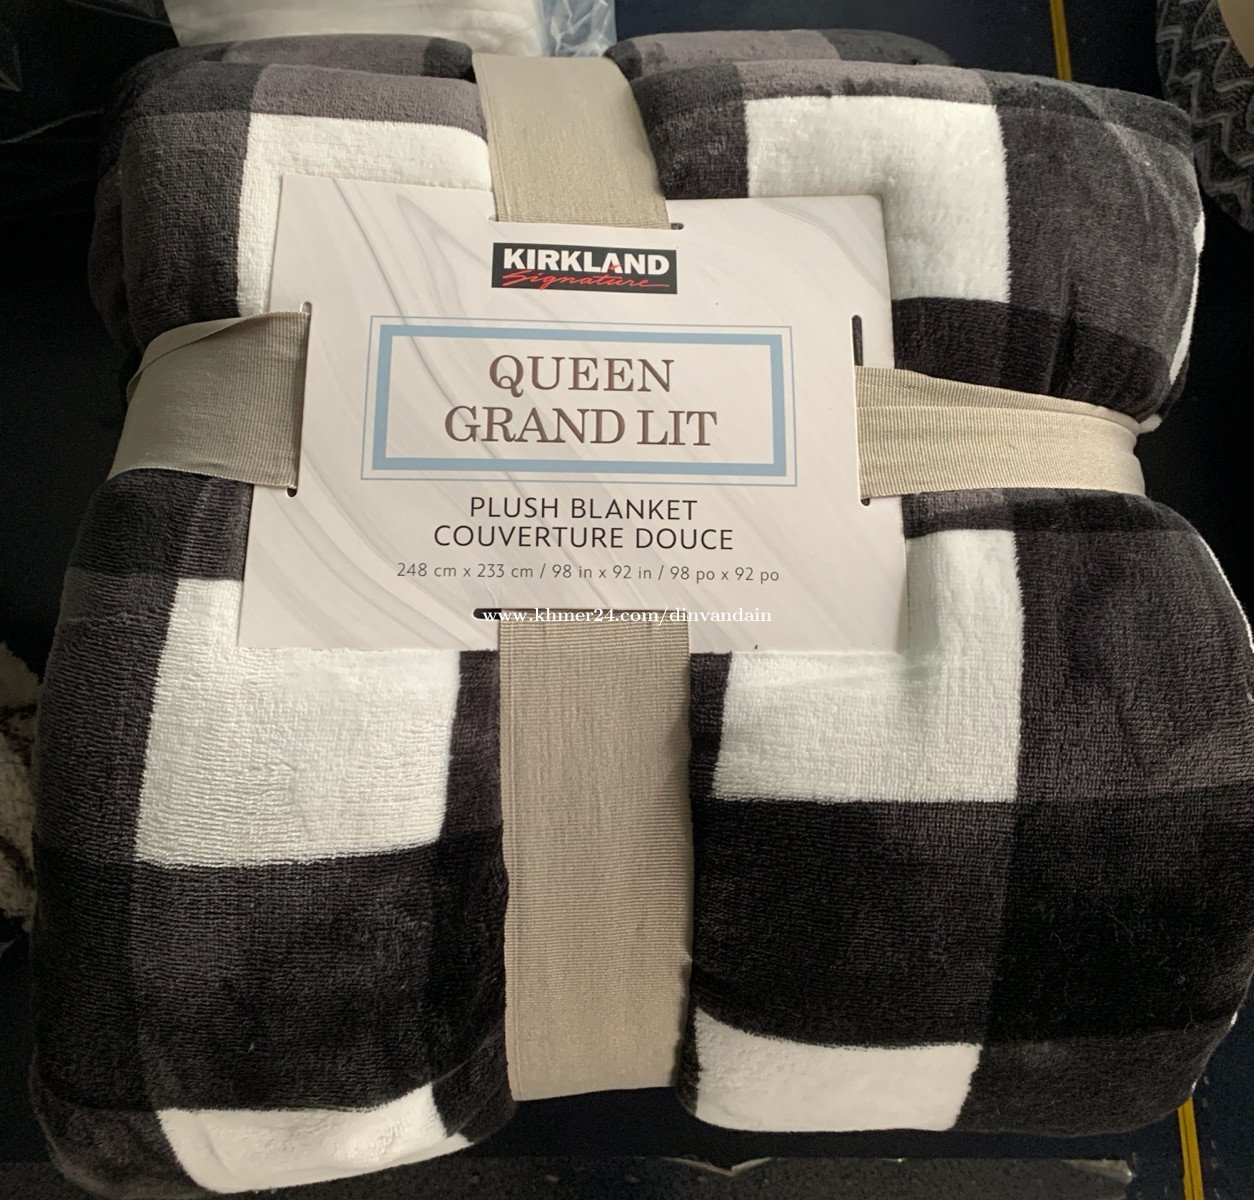 KIRKLAND
Signature
QUEEN
GRAND LIT
PLUSH BLANKET
COUVERTURE DOUCE
248 cm x 233 cm / 98 in x 92 in / 98 po x 92 po
www.khmer24.com/dinvandain